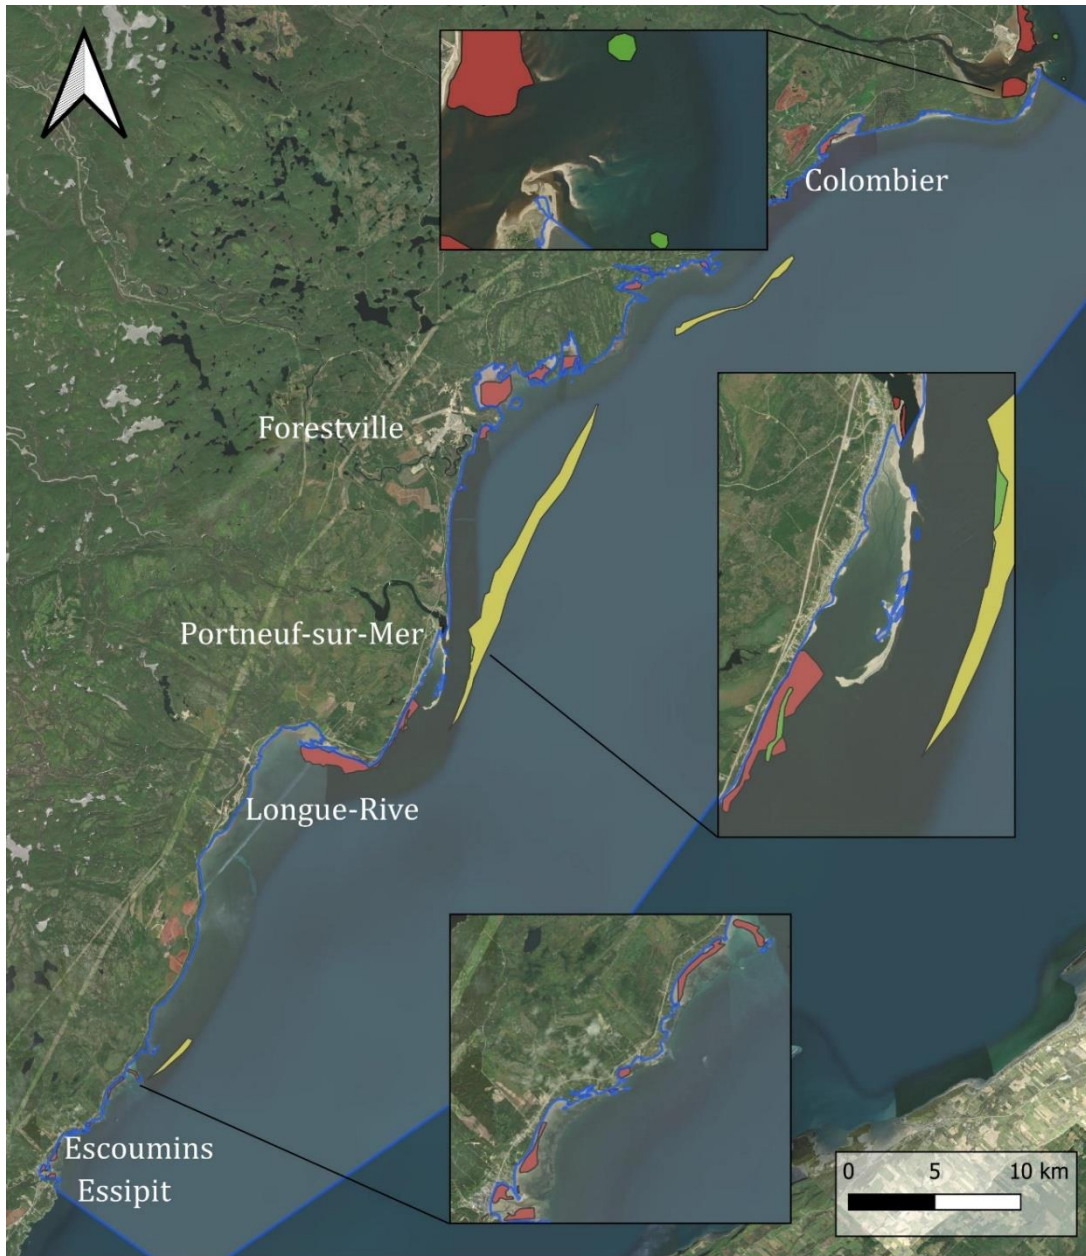 Colombier
Forestville
Portneuf-sur-Mer
Longue-Rive
Escoumins
Essipit
0 5 10 km